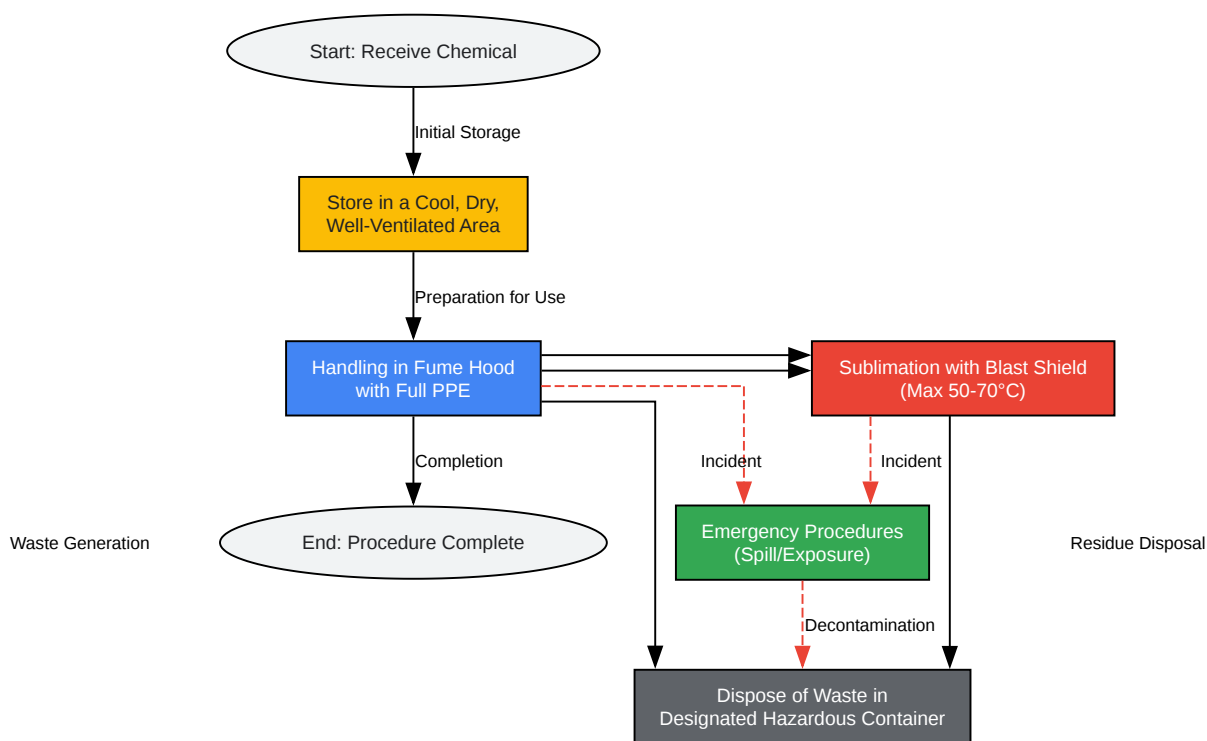 Start: Receive Chemical
Initial Storage
Store in a Cool, Dry,
Well-Ventilated Area
Preparation for Use
Handling in Fume Hood
with Full PPE
Sublimation with Blast Shield
(Max 50-70°C)
Completion
Incident
Incident
Waste Generation
End: Procedure Complete
Emergency Procedures
(Spill/Exposure)
Residue Disposal
Decontamination
Dispose of Waste in
Designated Hazardous Container